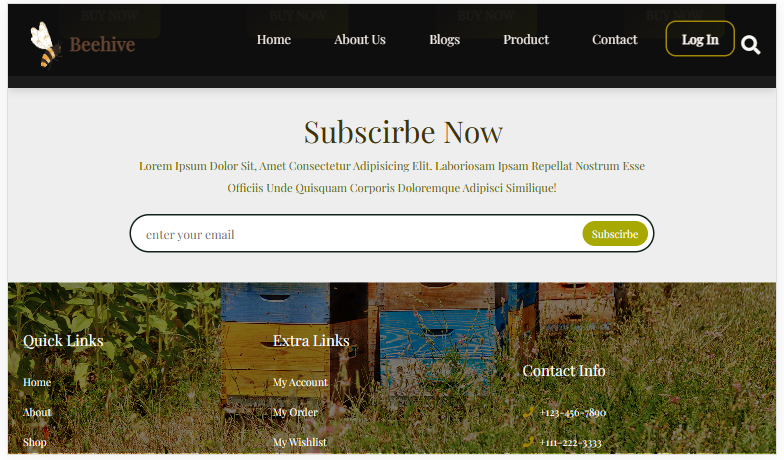 BUY NOW BUY NOW BUY NOW BUY NOW
Beehive Home About Us Blogs Product Contact Log In
Subscirbe Now
Lorem Ipsum Dolor Sit, Amet Consectetur Adipisicing Elit. Laboriosam Ipsam Repellat Nostrum Esse
Officiis Unde Quisquam Corporis Doloremque Adipisci Similique!
enter your email Subscirbe
Quick Links
Home
About
Shop
Extra Links
My Account
My Order
My Wishlist
Contact Info
+123-456-7890
+111-222-3333